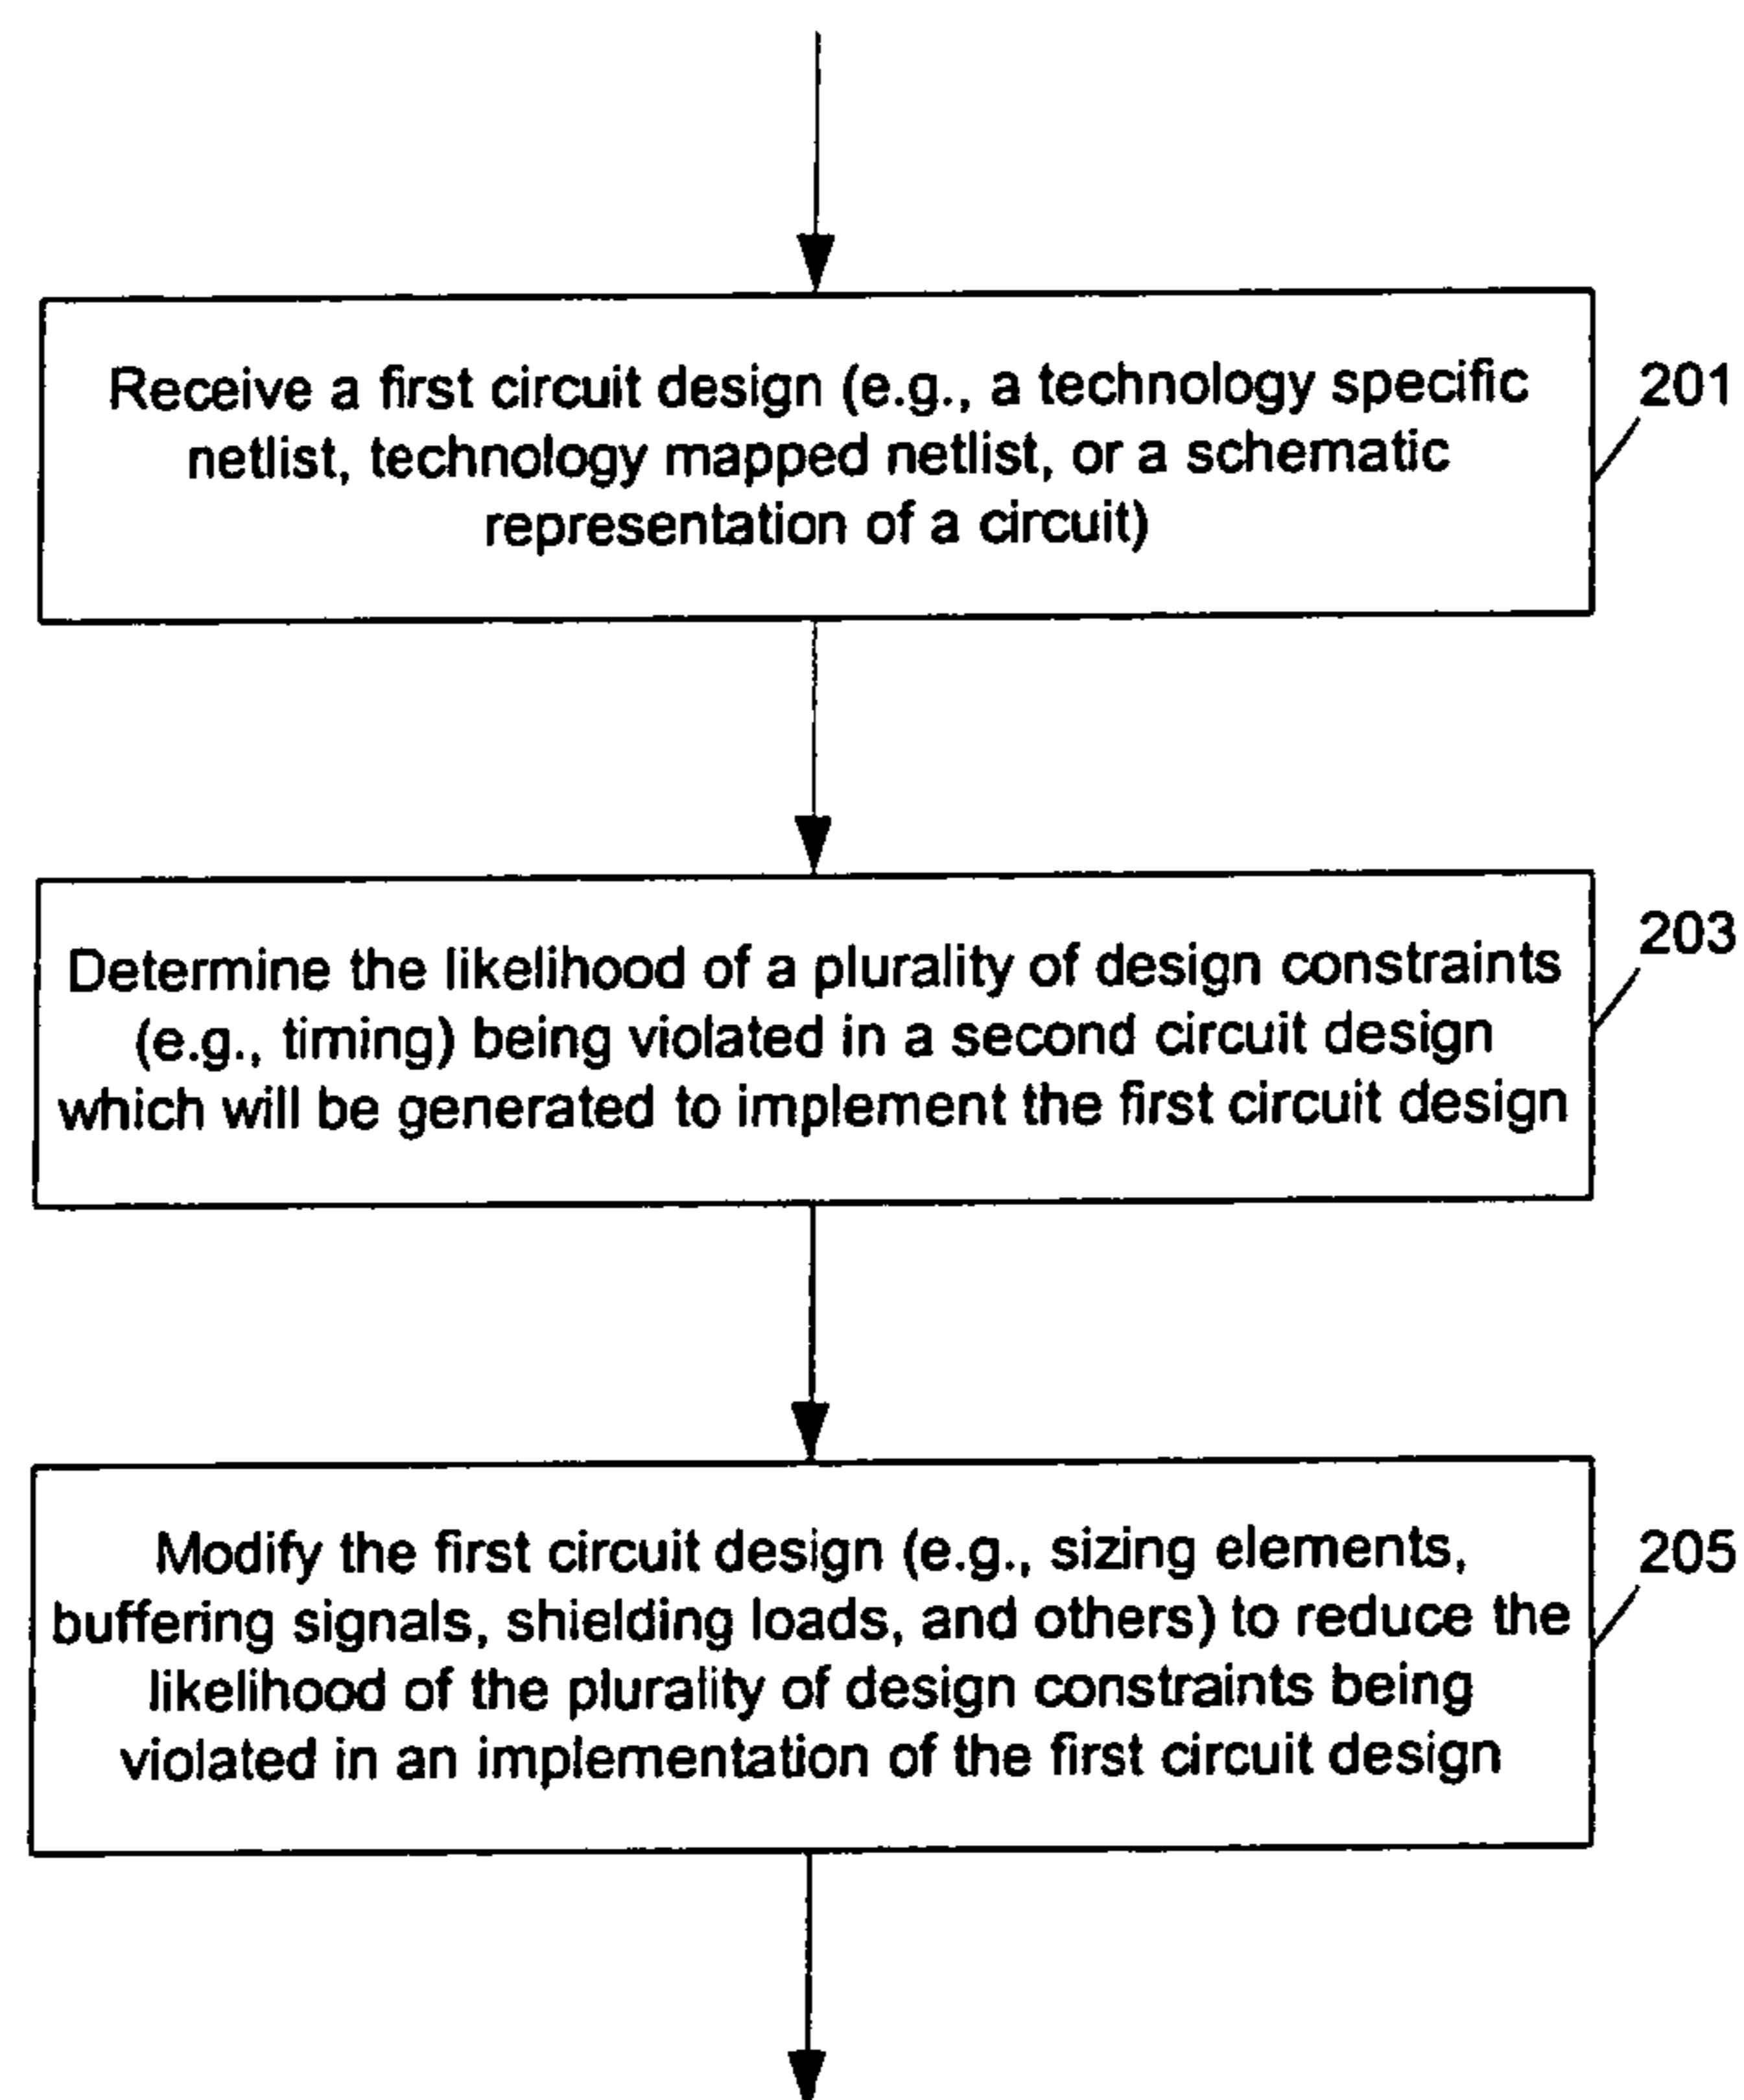 Receive a first circuit design (e.g., a technology specific
netlist, technology mapped netlist, or a schematic
representation of a circuit)
201
Determine the likelihood of a plurality of design constraints
(e.g., timing) being violated in a second circuit design
which will be generated to implement the first circuit design
203
Modify the first circuit design (e.g., sizing elements,
buffering signals, shielding loads, and others) to reduce the
likelihood of the plurality of design constraints being
violated in an implementation of the first circuit design
205